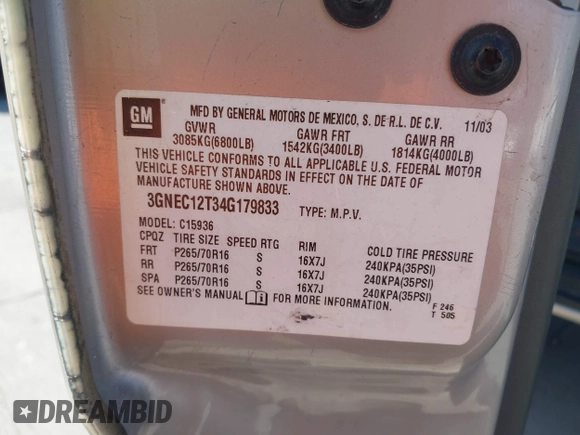 GM
MFD BY GENERAL MOTORS DE MEXICO, S. DE R.L. DE C.V. 11/03
GVWR GAWR FRT GAWR RR
3085KG(6800LB) 1542KG(3400LB) 1814KG(4000LB)
THIS VEHICLE CONFORMS TO ALL APPLICABLE U.S. FEDERAL MOTOR
VEHICLE SAFETY STANDARDS IN EFFECT ON THE DATE OF
MANUFACTURE SHOWN ABOVE.
3GNEC12T34G179833 TYPE: M.P.V.
MODEL: C15936
CPQZ TIRE SIZE SPEED RTG RIM COLD TIRE PRESSURE
FRT P265/70R16 S 16X7J 240KPA(35PSI)
RR P265/70R16 S 16X7J 240KPA(35PSI)
SPA P265/70R16 S 16X7J 240KPA(35PSI)
SEE OWNER'S MANUAL FOR MORE INFORMATION.
F 246
T 505
DREAMBID